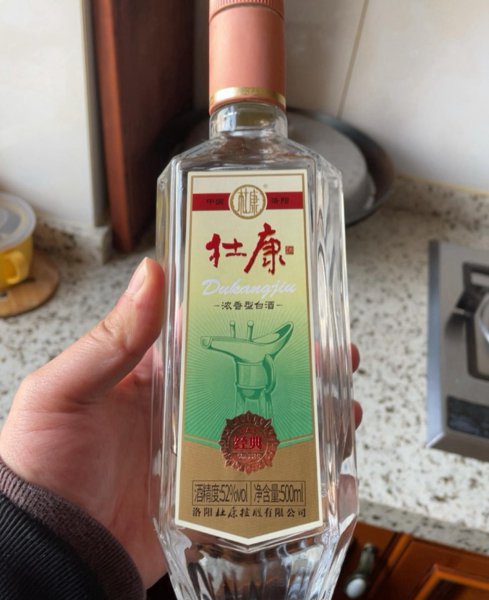 中国 杜康 洛阳
杜康
Dukangjiu
浓香型白酒
经典
CLASSIC
酒精度:52%vol 净含量:500ml
洛阳杜康控股有限公司